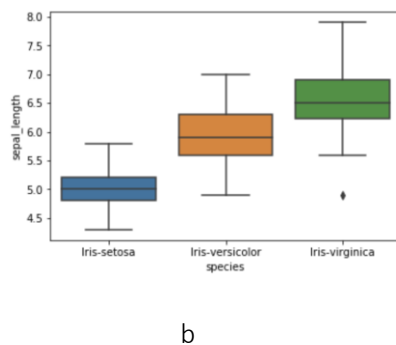 8.0
7.5
7.0
6.5
6.0
5.5
5.0
4.5
sepal_length
Iris-setosa Iris-versicolor Iris-virginica
species
b